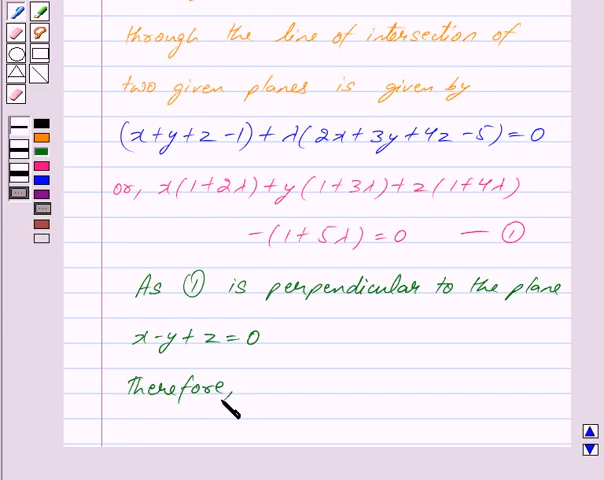 through the line of intersection of
two given planes is given by
(x+y+z-1)+λ(2x+3y+4z-5)=0
or, x(1+2λ)+y(1+3λ)+z(1+4λ)
-(1+5λ)=0 — ①
As ① is perpendicular to the plane
x-y+z=0
Therefore,